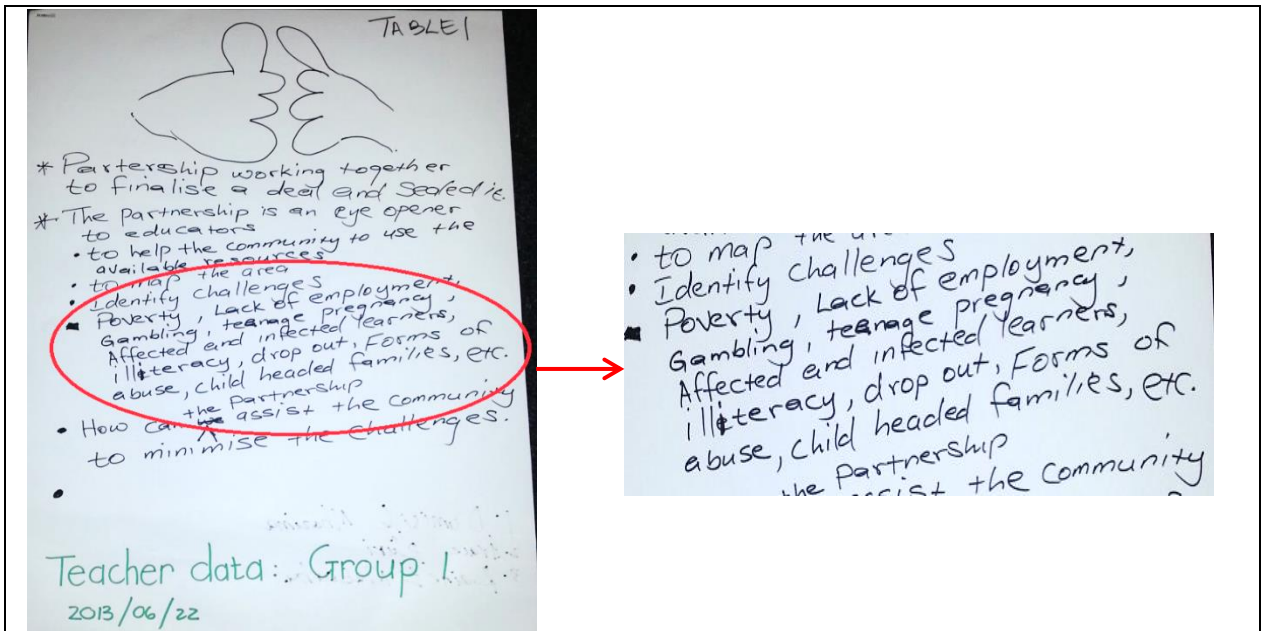 TABLE 1
* Partership working together
to finalise a deal and Sealed it.
* The partnership is an eye opener
to educators
• to help the community to use the
available resources
• to map the area
• Identify challenges
Poverty, Lack of employment,
Gambling, teenage pregnancy,
Affected and infected learners,
illiteracy, drop out, Forms of
abuse, child headed families, etc.
the Partnership
• How can assist the community
to minimise the challenges.
•
Teacher data: Group 1
2013/06/22
• to map the
• Identify challenges
Poverty, Lack of employment,
Gambling, teenage pregnancy,
Affected and infected learners,
illiteracy, drop out, Forms of
abuse, child headed families, etc.
the Partnership
assist the community